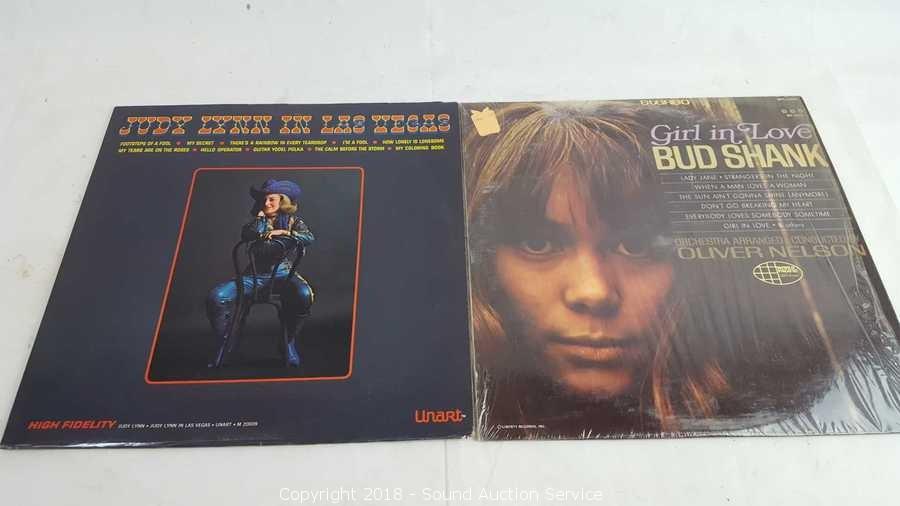 JUDY LYNN IN LAS VEGAS
FOOTSTEPS OF A FOOL ★ MY SECRET ★ THERE'S A RAINBOW IN EVERY TEARDROP ★ I'M A FOOL ★ HOW LONELY IS LONESOME
MY TEARS ARE ON THE ROSES ★ HELLO OPERATOR ★ GUITAR YODEL POLKA ★ THE CALM BEFORE THE STORM ★ MY COLORING BOOK
HIGH FIDELITY JUDY LYNN • JUDY LYNN IN LAS VEGAS • UNART • M 20009
Unart
STEREO
Girl in Love
BUD SHANK
LADY JANE • STRANGERS IN THE NIGHT
WHEN A MAN LOVES A WOMAN
THE SUN AIN'T GONNA SHINE (ANYMORE)
DON'T GO BREAKING MY HEART
EVERYBODY LOVES SOMEBODY SOMETIME
GIRL IN LOVE • & others
ORCHESTRA ARRANGED & CONDUCTED BY
OLIVER NELSON
© LIBERTY RECORDS, INC.
Copyright 2018 - Sound Auction Service